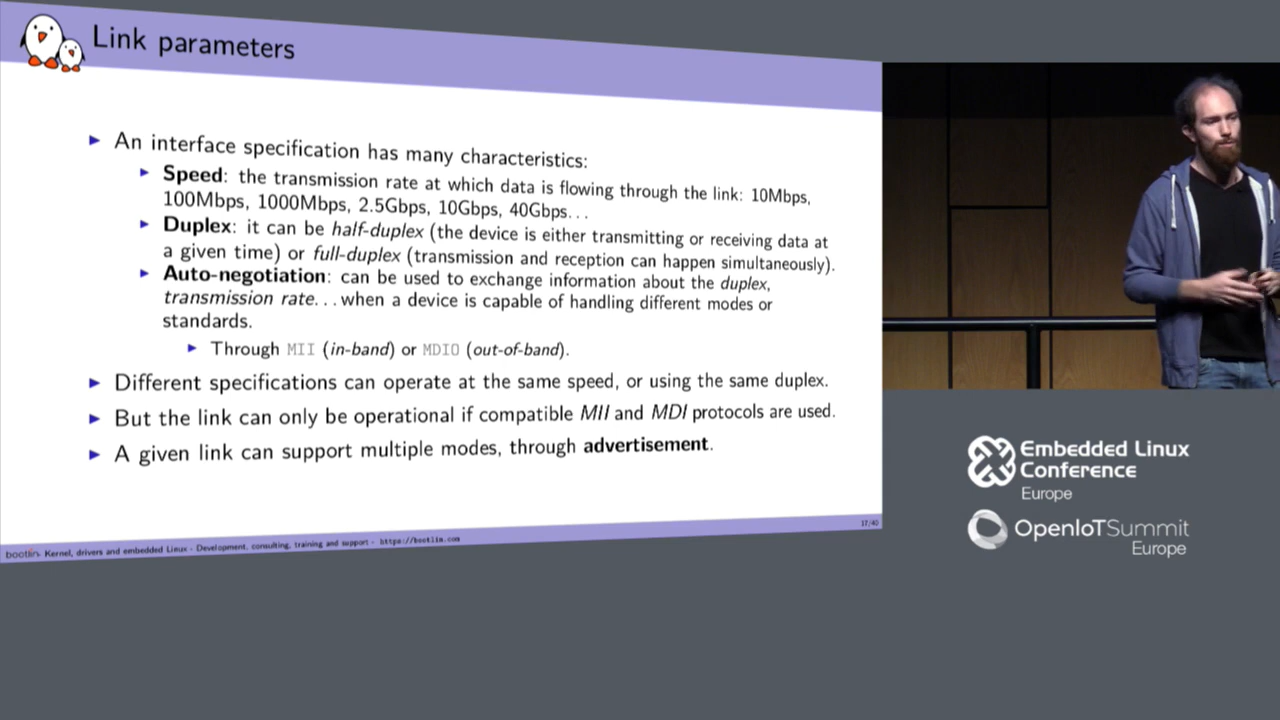 Link parameters
▶ An interface specification has many characteristics:
▶ Speed: the transmission rate at which data is flowing through the link: 10Mbps,
100Mbps, 1000Mbps, 2.5Gbps, 10Gbps, 40Gbps...
▶ Duplex: it can be half-duplex (the device is either transmitting or receiving data at
a given time) or full-duplex (transmission and reception can happen simultaneously).
▶ Auto-negotiation: can be used to exchange information about the duplex,
transmission rate...when a device is capable of handling different modes or
standards.
▶ Through MII (in-band) or MDIO (out-of-band).
▶ Different specifications can operate at the same speed, or using the same duplex.
▶ But the link can only be operational if compatible MII and MDI protocols are used.
▶ A given link can support multiple modes, through advertisement.
17/40
bootlin - Kernel, drivers and embedded Linux - Development, consulting, training and support - https://bootlin.com
Embedded Linux
Conference
Europe
OpenIoTSummit
Europe